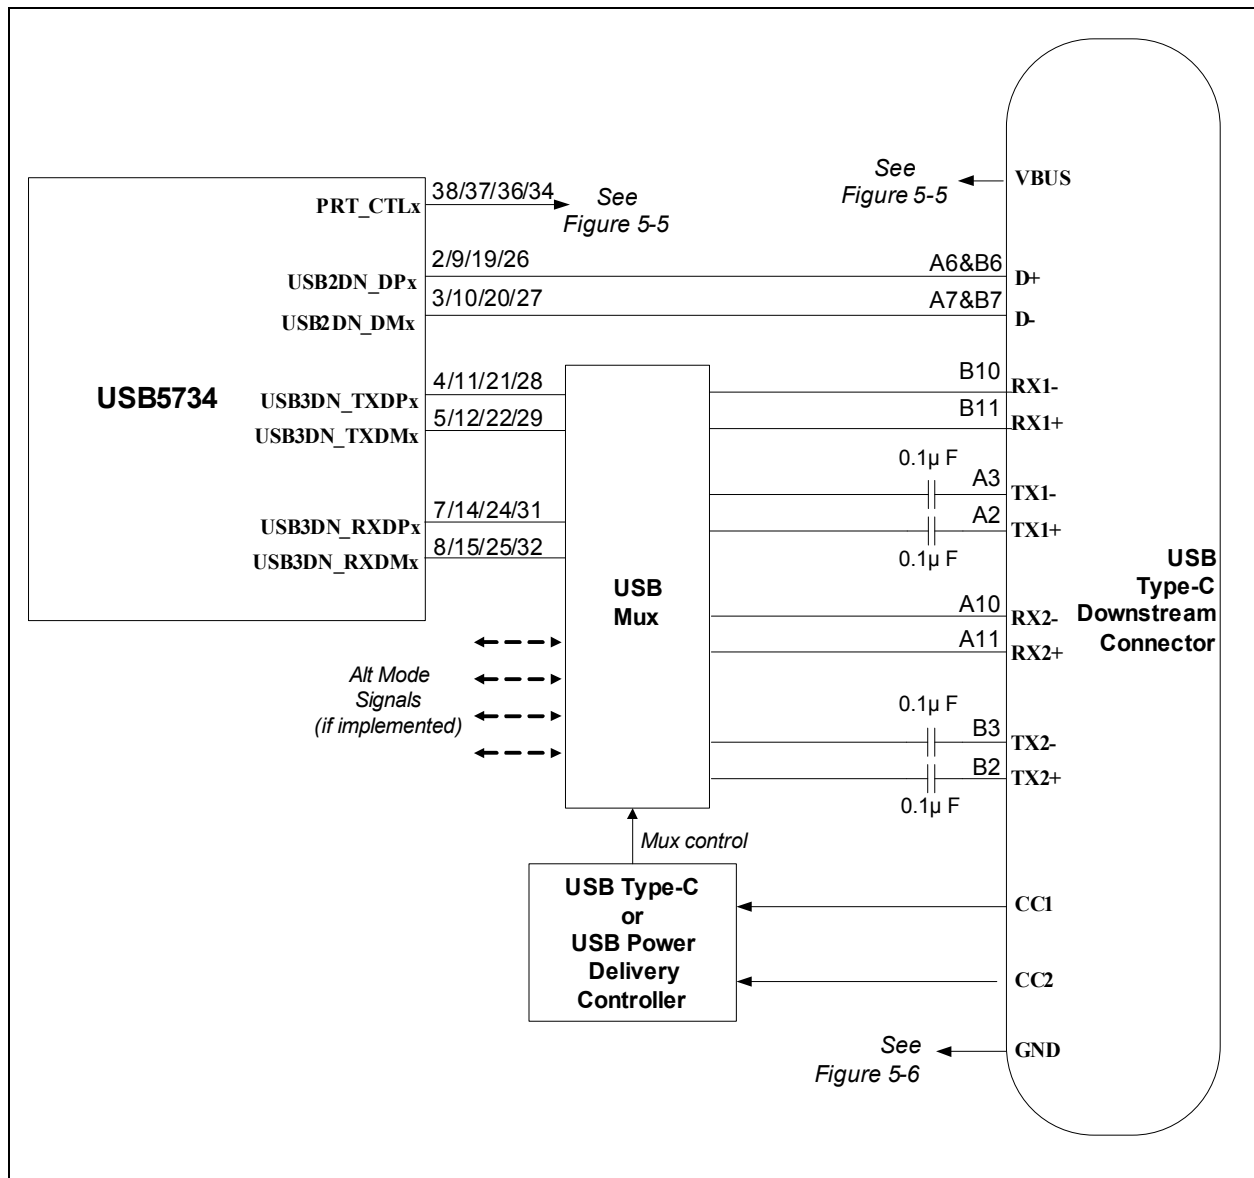 USB5734
PRT_CTLx
38/37/36/34
See
Figure 5-5
USB2DN_DPx
2/9/19/26
USB2DN_DMx
3/10/20/27
USB3DN_TXDPx
4/11/21/28
USB3DN_TXDMx
5/12/22/29
USB3DN_RXDPx
7/14/24/31
USB3DN_RXDMx
8/15/25/32
Alt Mode
Signals
(if implemented)
USB
Mux
Mux control
USB Type-C
or
USB Power
Delivery
Controller
See
Figure 5-5
VBUS
A6&B6
D+
A7&B7
D-
B10
RX1-
B11
RX1+
0.1µ F
A3
TX1-
A2
TX1+
0.1µ F
A10
RX2-
A11
RX2+
0.1µ F
B3
TX2-
B2
TX2+
0.1µ F
CC1
CC2
See
Figure 5-6
GND
USB
Type-C
Downstream
Connector